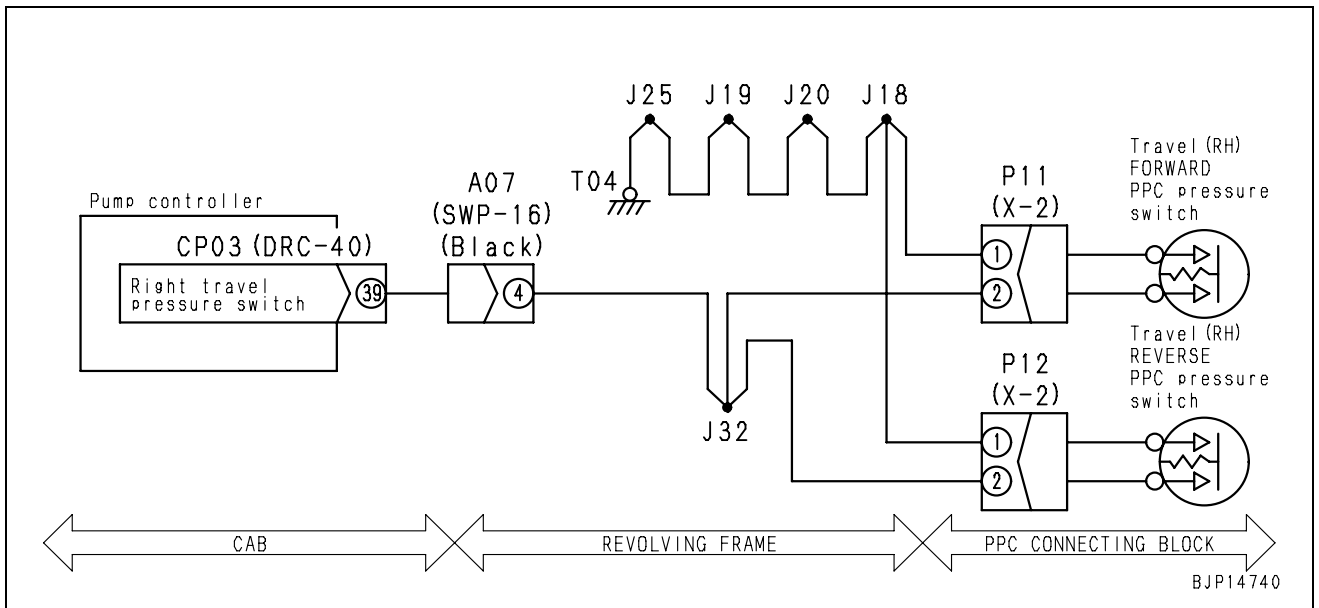 J25 J19 J20 J18
T04
Travel (RH)
FORWARD
PPC pressure
switch
P11
(X-2)
1
2
Pump controller
CP03 (DRC-40)
Right travel
pressure switch
39
A07
(SWP-16)
(Black)
4
J32
Travel (RH)
REVERSE
PPC pressure
switch
P12
(X-2)
1
2
CAB
REVOLVING FRAME
PPC CONNECTING BLOCK
BJP14740